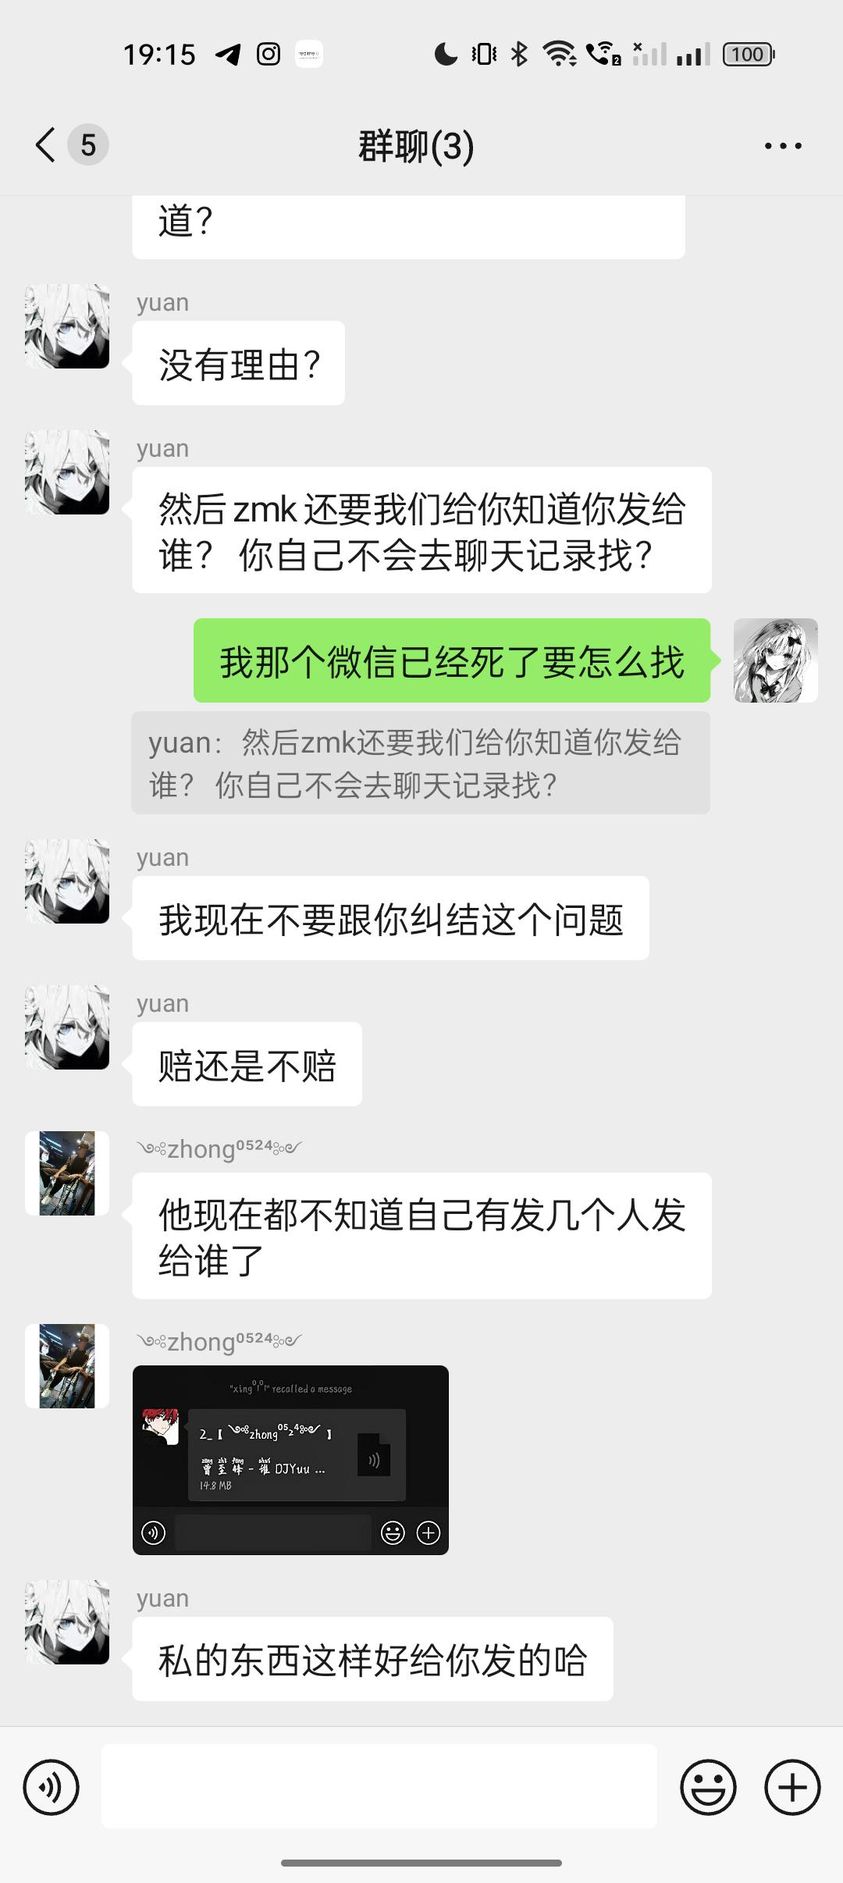 19:15
2
100
5
群聊(3)
道？
yuan
没有理由？
yuan
然后 zmk 还要我们给你知道你发给
谁？ 你自己不会去聊天记录找？
我那个微信已经死了要怎么找
yuan：然后zmk还要我们给你知道你发给
谁？ 你自己不会去聊天记录找？
yuan
我现在不要跟你纠结这个问题
yuan
赔还是不赔
zhong⁰⁵²⁴
他现在都不知道自己有发几个人发
给谁了
zhong⁰⁵²⁴
recalled a message
2_【 zhong⁰⁵₂⁴ 】
曾至锋 - 谁 DJYuu ...
14.8 MB
yuan
私的东西这样好给你发的哈